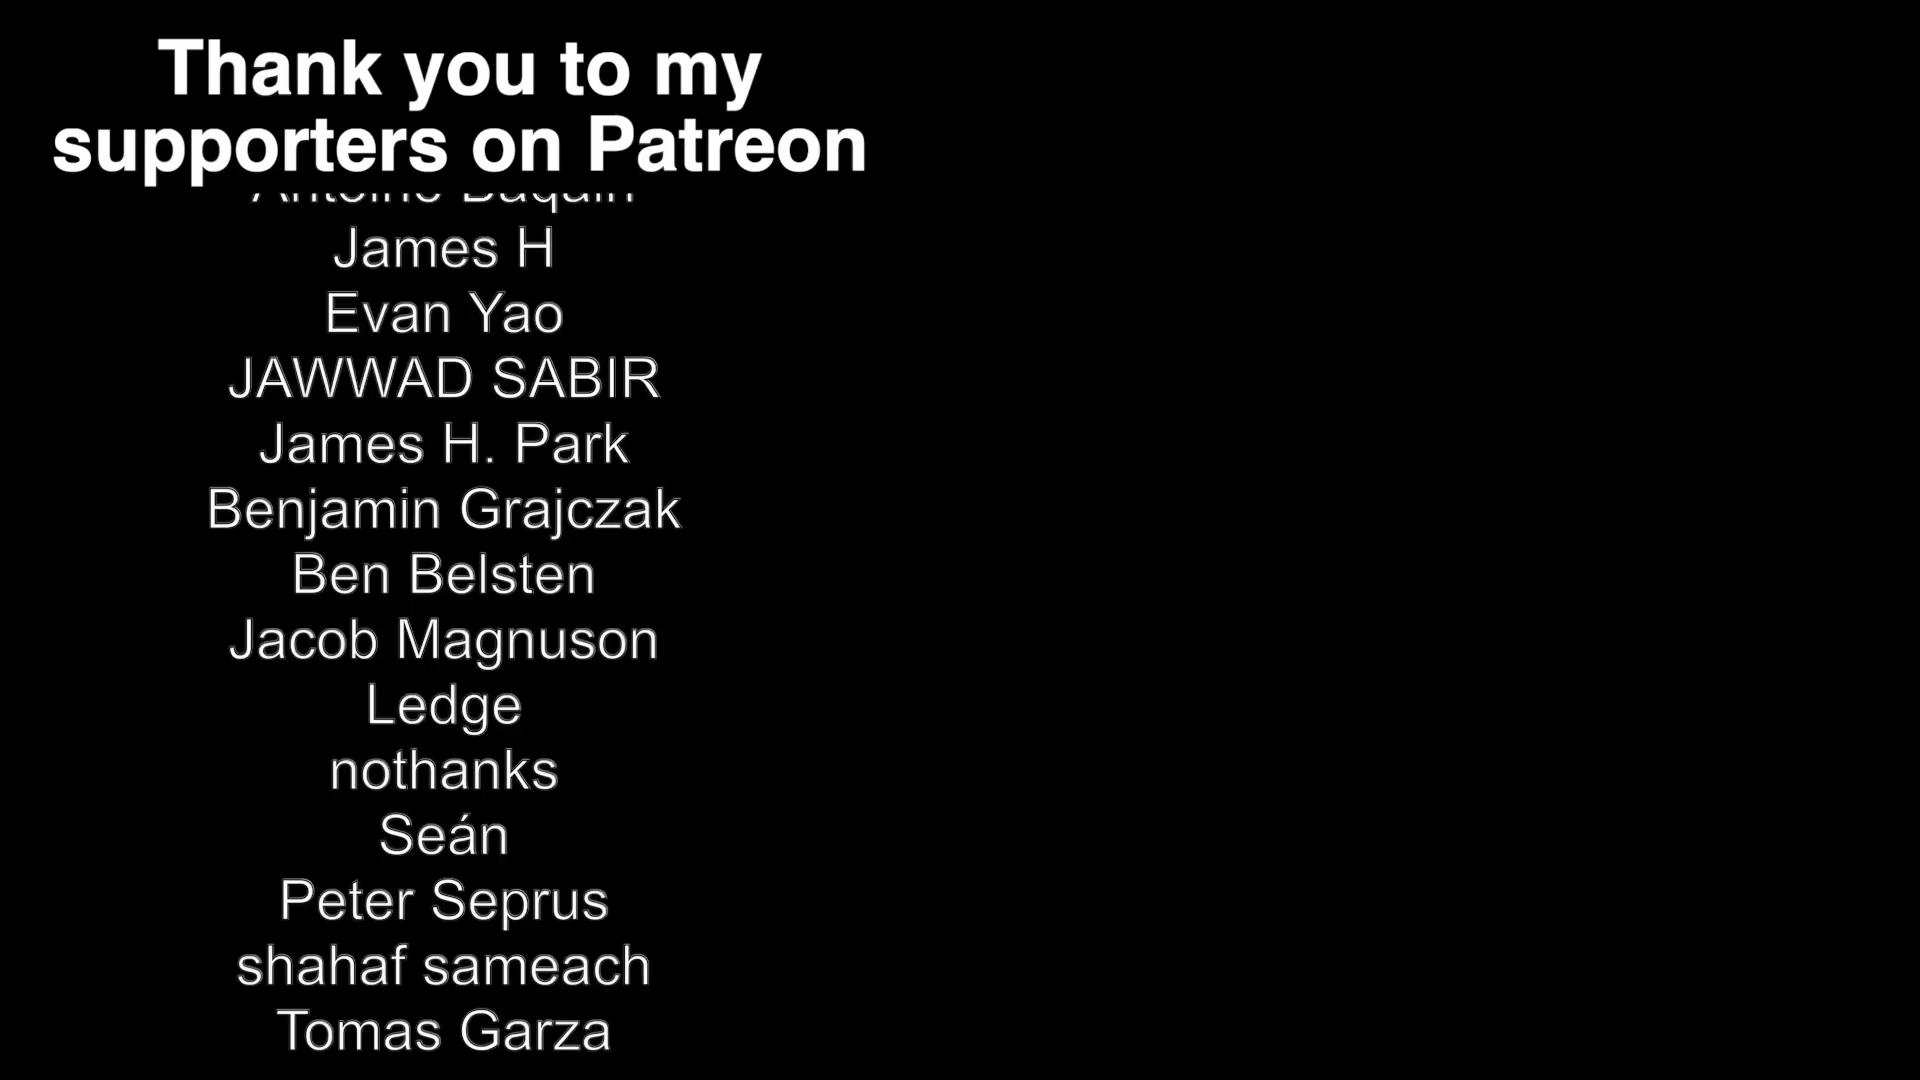 Thank you to my
supporters on Patreon
Antoine
James H
Evan Yao
JAWWAD SABIR
James H. Park
Benjamin Grajczak
Ben Belsten
Jacob Magnuson
Ledge
nothanks
Seán
Peter Seprus
shahaf sameach
Tomas Garza